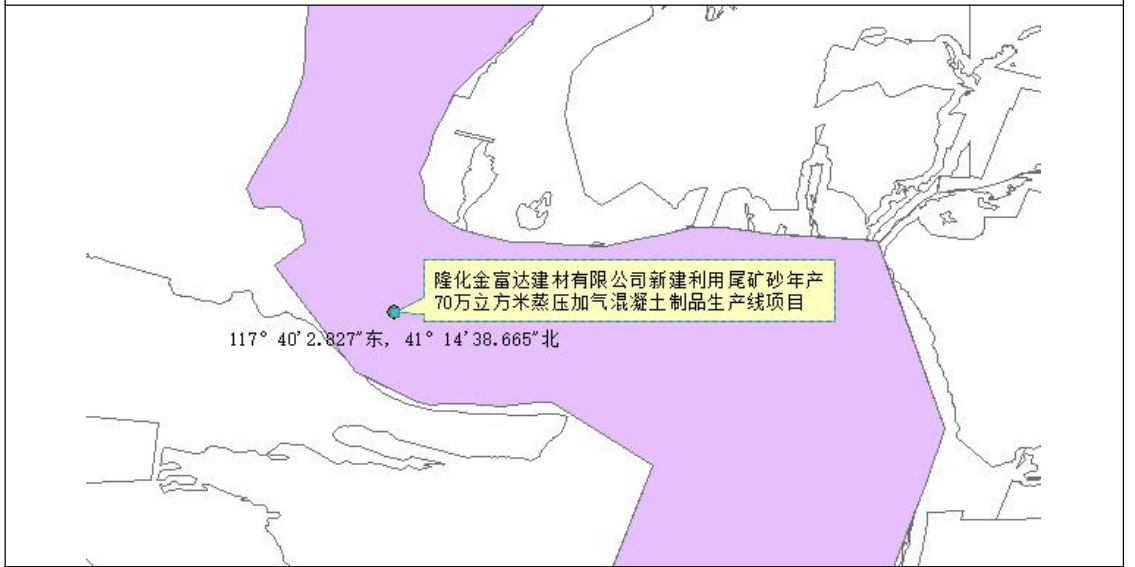 隆化金富达建材有限公司新建利用尾矿砂年产
70万立方米蒸压加气混凝土制品生产线项目
117° 40'2.827"东, 41° 14'38.665"北